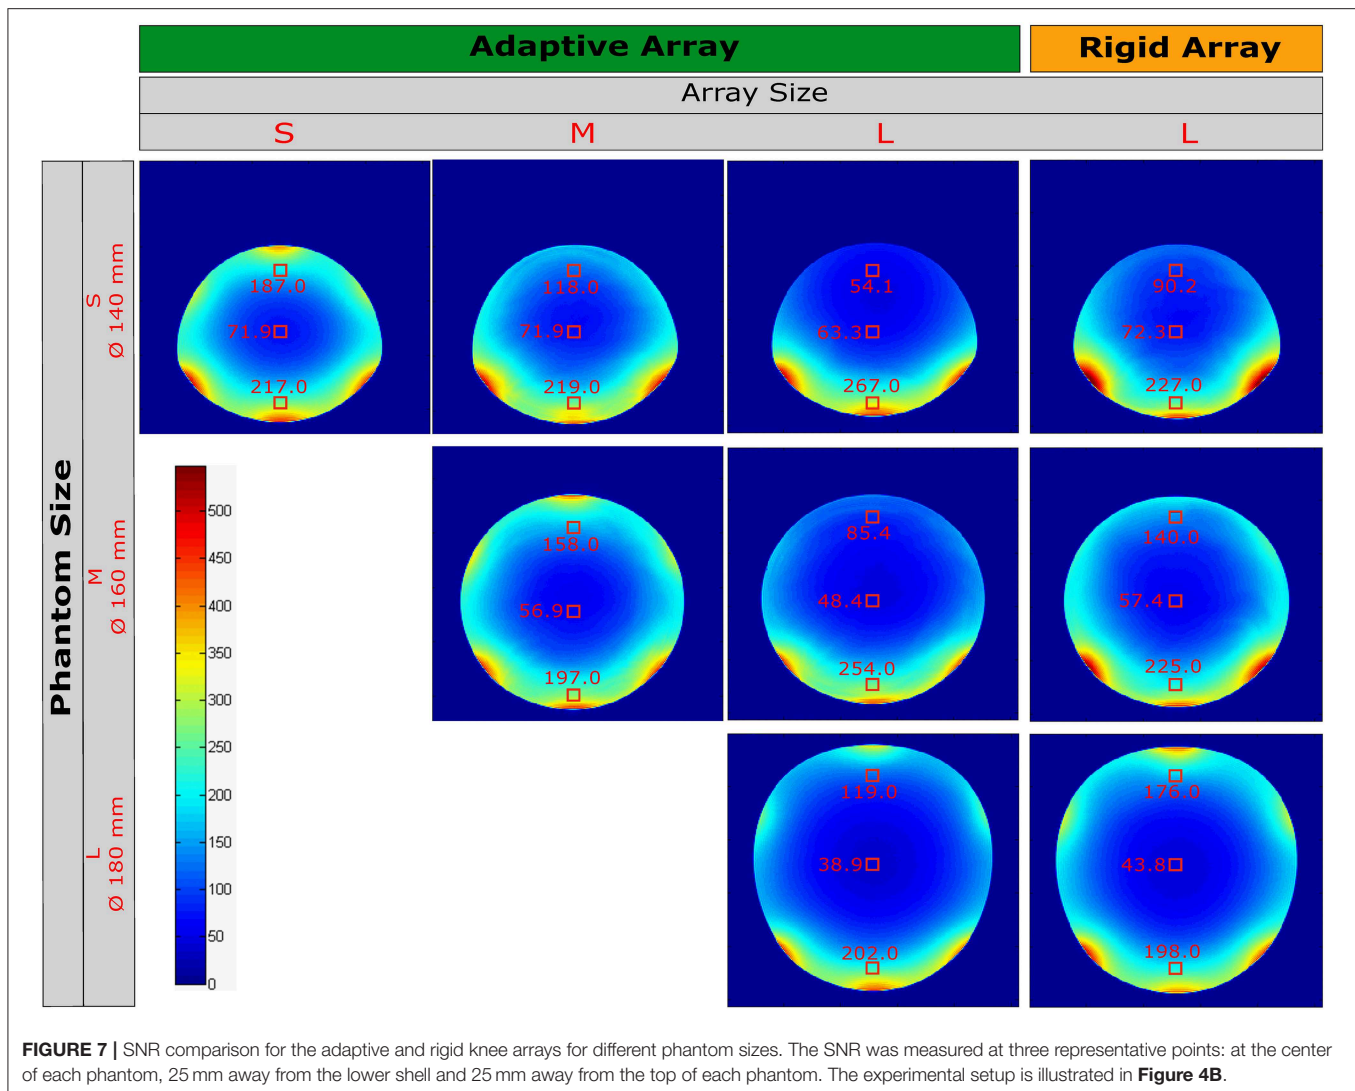 Adaptive Array
Rigid Array
Array Size
S
M
L
L
Phantom Size
S
Ø 140 mm
187.0
71.9
217.0
118.0
71.9
219.0
54.1
63.3
267.0
90.2
72.3
227.0
M
Ø 160 mm
158.0
56.9
197.0
85.4
48.4
254.0
140.0
57.4
225.0
L
Ø 180 mm
119.0
38.9
202.0
176.0
43.8
198.0
500
450
400
350
300
250
200
150
100
50
0
FIGURE 7 | SNR comparison for the adaptive and rigid knee arrays for different phantom sizes. The SNR was measured at three representative points: at the center
of each phantom, 25 mm away from the lower shell and 25 mm away from the top of each phantom. The experimental setup is illustrated in Figure 4B.